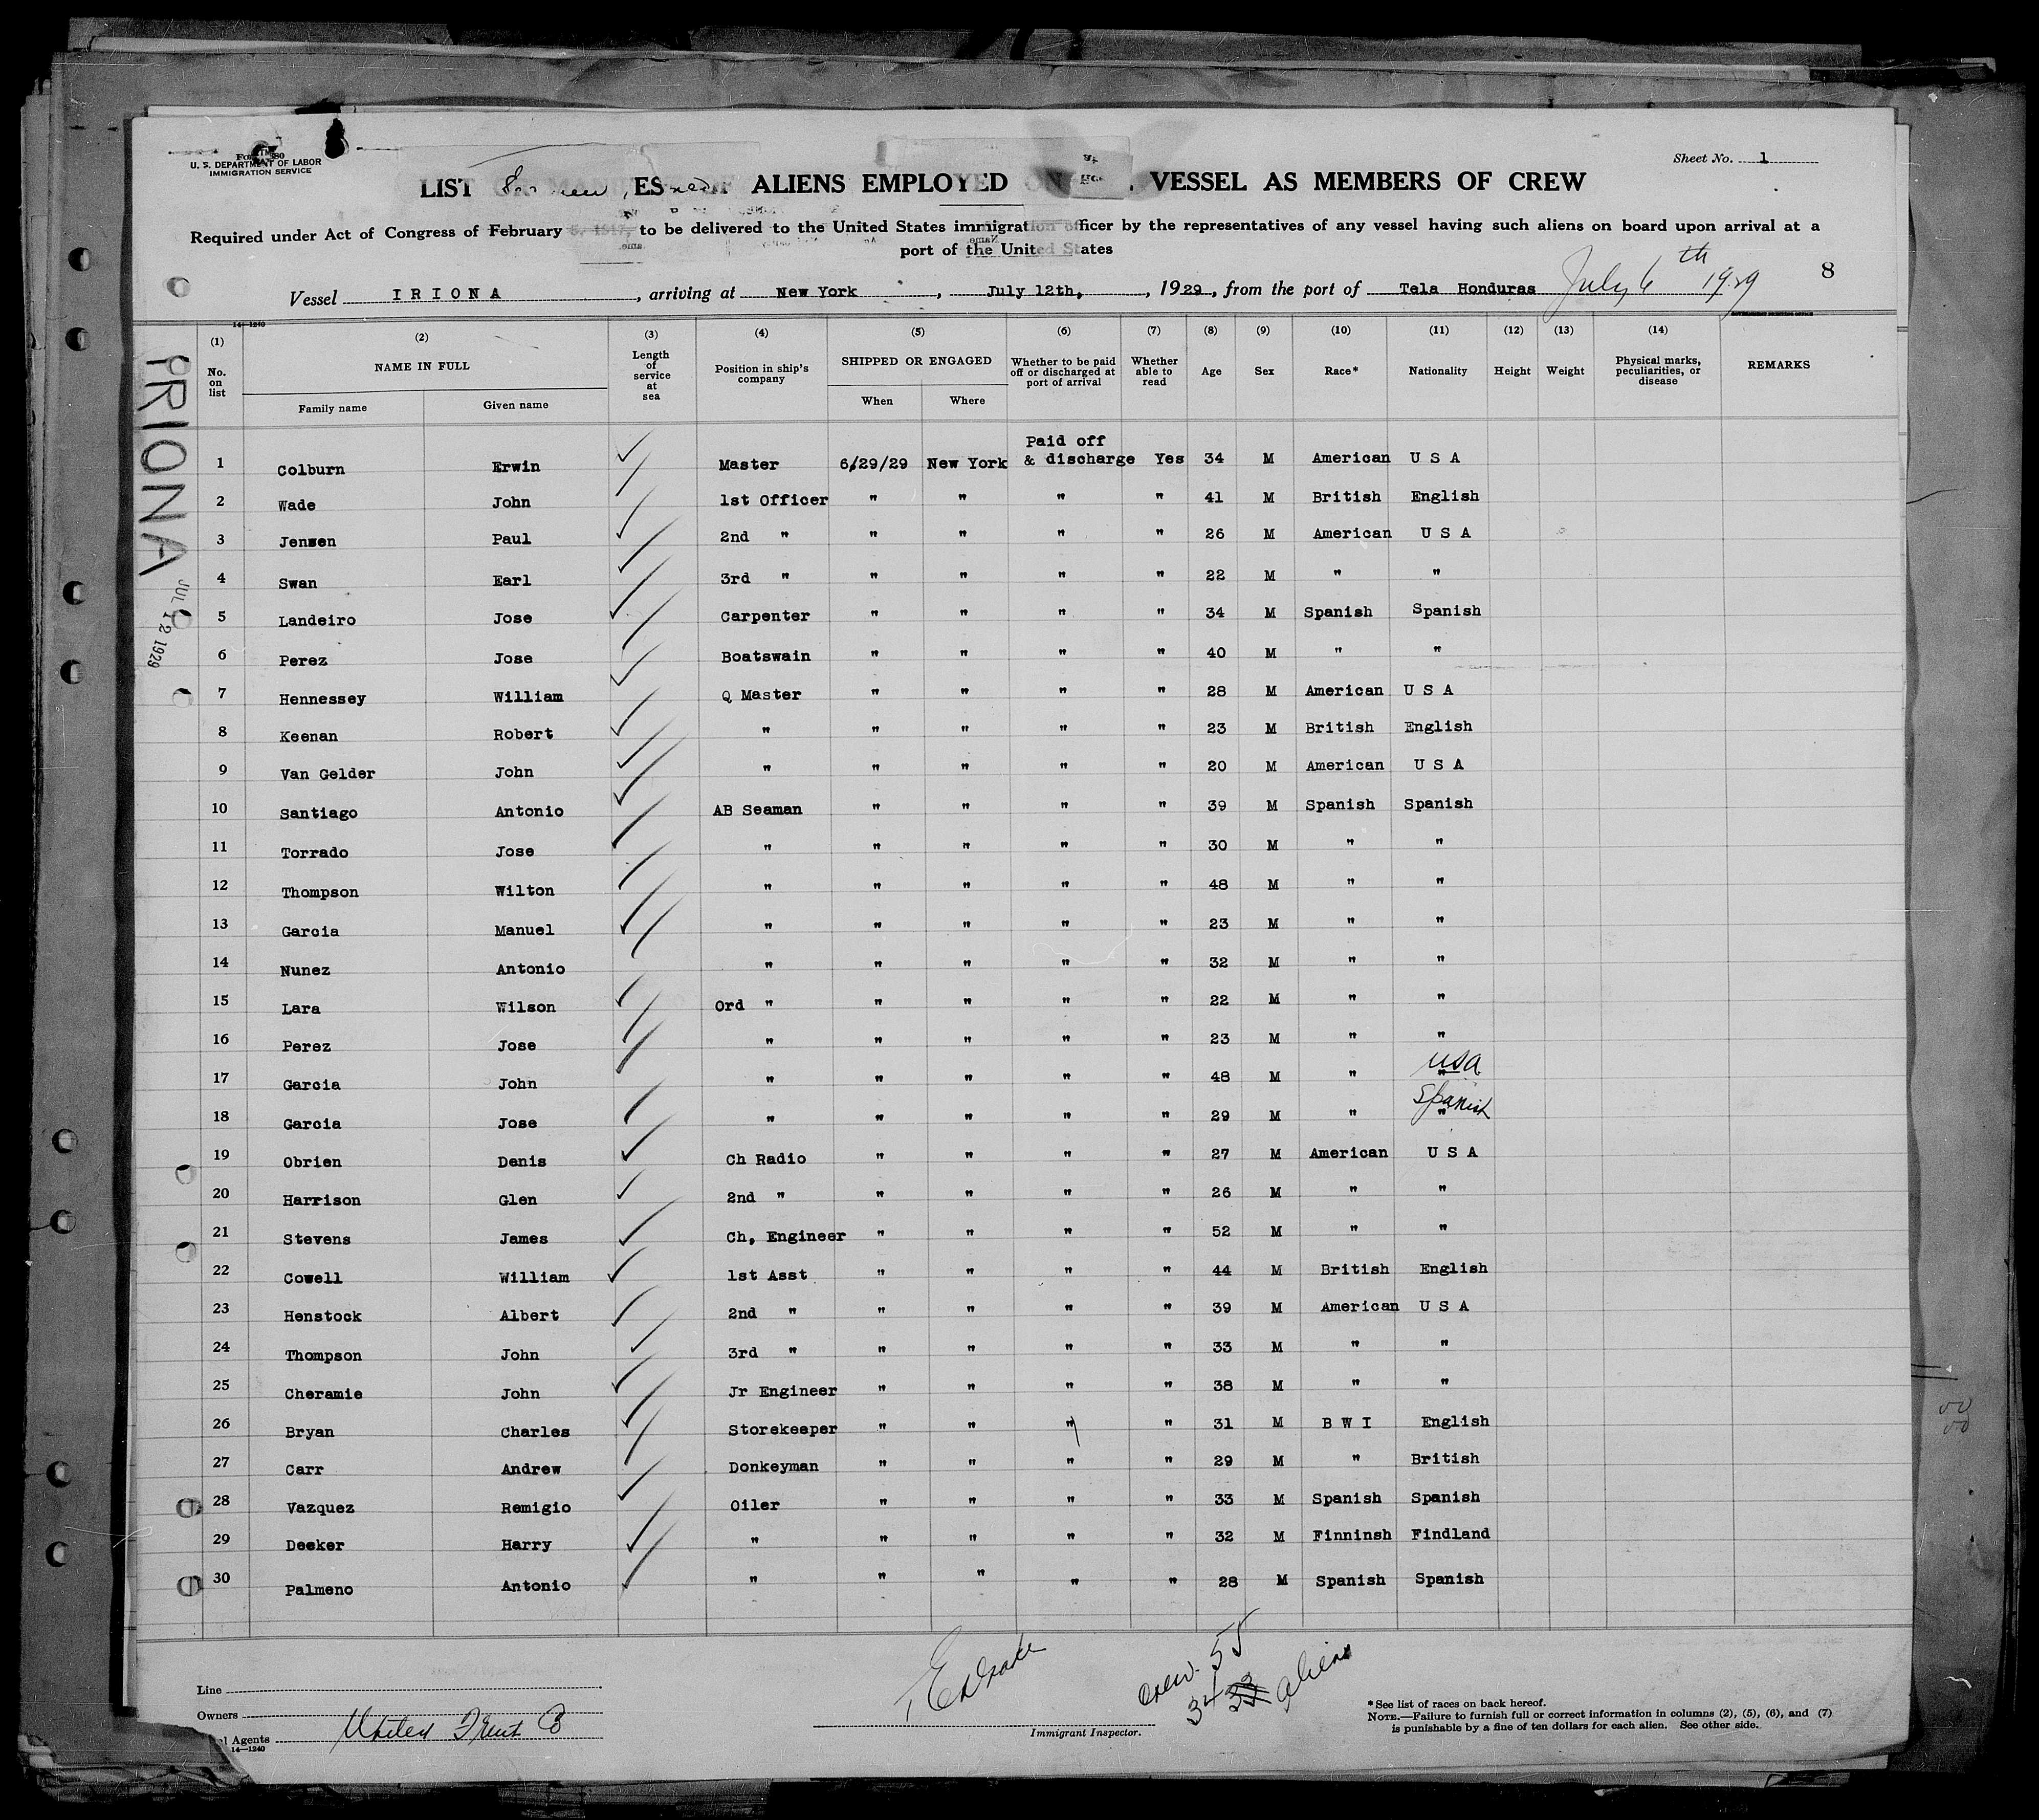 Form 680
U. S. DEPARTMENT OF LABOR
IMMIGRATION SERVICE
Sheet No. 1
LIST ALIENS EMPLOYED VESSEL AS MEMBERS OF CREW
Required under Act of Congress of February 5, 1917, to be delivered to the United States immigration officer by the representatives of any vessel having such aliens on board upon arrival at a
port of the United States
8
Vessel IRIONA, arriving at New York, July 12th, 1929, from the port of Tela Honduras July 6th 1929
14—1240
(1) (2) (3) (4) (5) (6) (7) (8) (9) (10) (11) (12) (13) (14)
No. on list NAME IN FULL Length of service at sea Position in ship's company SHIPPED OR ENGAGED Whether to be paid off or discharged at port of arrival Whether able to read Age Sex Race* Nationality Height Weight Physical marks, peculiarities, or disease REMARKS
Family name Given name When Where
PRIONA
JUL 12 1929
1 Colburn Erwin Master 6/29/29 New York Paid off & discharge Yes 34 M American U S A
2 Wade John 1st Officer " " " " 41 M British English
3 Jensen Paul 2nd " " " " " 26 M American U S A
4 Swan Earl 3rd " " " " " 22 M " "
5 Landeiro Jose Carpenter " " " " 34 M Spanish Spanish
6 Perez Jose Boatswain " " " " 40 M " "
7 Hennessey William Q Master " " " " 28 M American U S A
8 Keenan Robert " " " " " 23 M British English
9 Van Gelder John " " " " " 20 M American U S A
10 Santiago Antonio AB Seaman " " " " 39 M Spanish Spanish
11 Torrado Jose " " " " " 30 M " "
12 Thompson Wilton " " " " " 48 M " "
13 Garcia Manuel " " " " " 23 M " "
14 Nunez Antonio " " " " " 32 M " "
15 Lara Wilson Ord " " " " " 22 M " "
16 Perez Jose " " " " " 23 M " "
17 Garcia John " " " " " 48 M " " USA
18 Garcia Jose " " " " " 29 M " " Spanish
19 Obrien Denis Ch Radio " " " " 27 M American U S A
20 Harrison Glen 2nd " " " " " 26 M " "
21 Stevens James Ch, Engineer " " " " 52 M " "
22 Cowell William 1st Asst " " " " 44 M British English
23 Henstock Albert 2nd " " " " " 39 M American U S A
24 Thompson John 3rd " " " " " 33 M " "
25 Cheramie John Jr Engineer " " " " 38 M " "
26 Bryan Charles Storekeeper " " " " 31 M B W I English
27 Carr Andrew Donkeyman " " " " 29 M " British
28 Vazquez Remigio Oiler " " " " 33 M Spanish Spanish
29 Deeker Harry " " " " " 32 M Finninsh Findland
30 Palmeno Antonio " " " " " 28 M Spanish Spanish
Line
Owners
Agents United Fruit Co
14—1240
Immigrant Inspector.
Crew. 55
34 33 aliens
*See list of races on back hereof.
NOTE.—Failure to furnish full or correct information in columns (2), (5), (6), and (7)
is punishable by a fine of ten dollars for each alien. See other side.